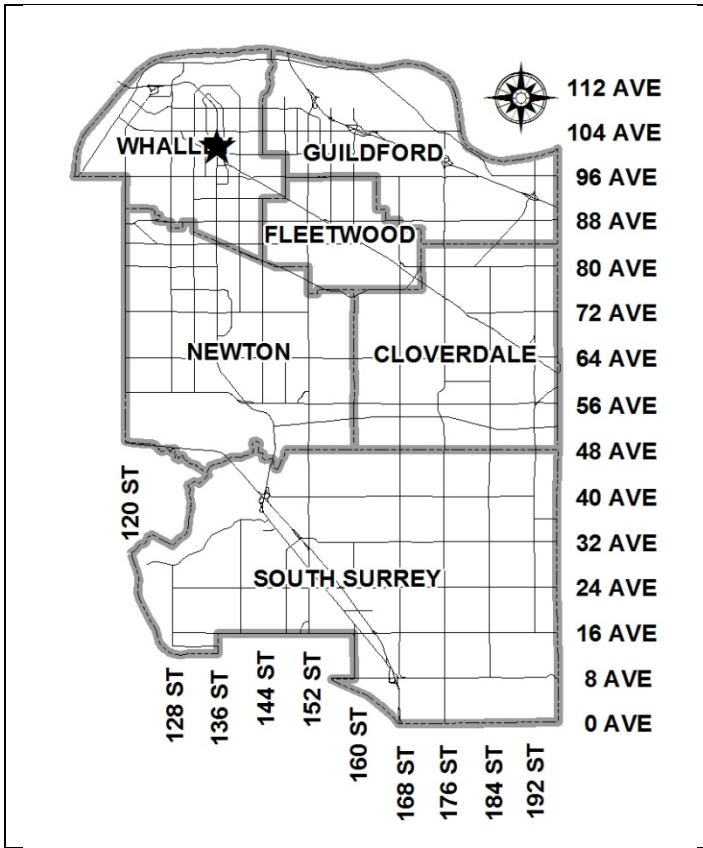 112 AVE
104 AVE
WHALLEY
GUILDFORD
96 AVE
88 AVE
FLEETWOOD
80 AVE
72 AVE
NEWTON
CLOVERDALE
64 AVE
56 AVE
48 AVE
120 ST
40 AVE
32 AVE
SOUTH SURREY
24 AVE
16 AVE
8 AVE
0 AVE
128 ST
136 ST
144 ST
152 ST
160 ST
168 ST
176 ST
184 ST
192 ST